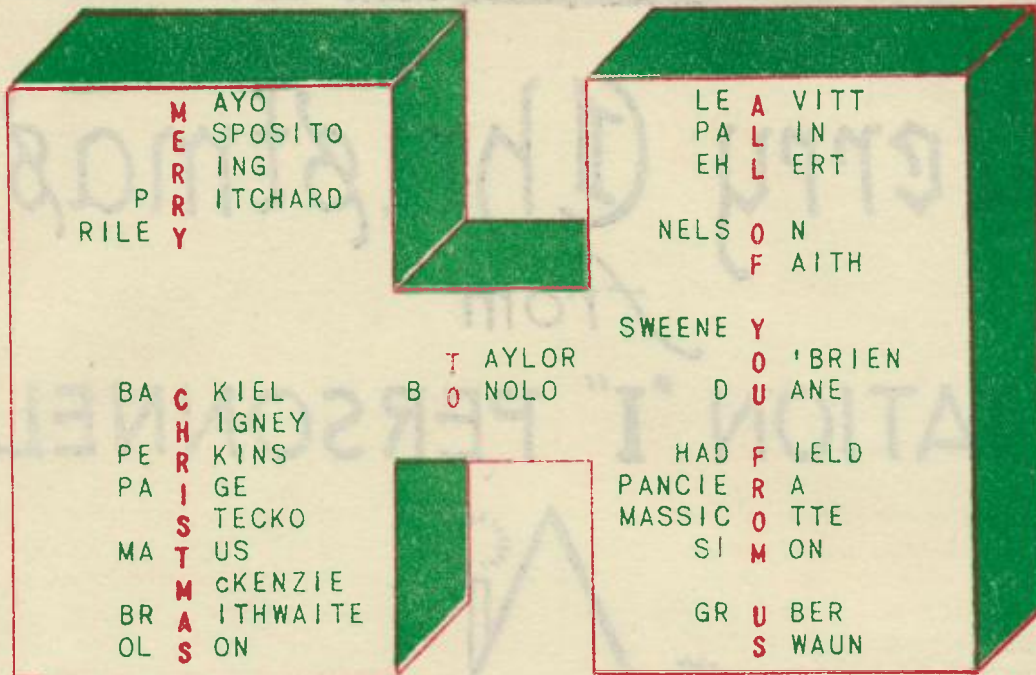 M AYO
E SPOSITO
R ING
P R ITCHARD
RILE Y
T AYLOR
B O NOLO
BA C KIEL
H IGNEY
PE R KINS
PA I GE
S TECKO
MA T US
M cKENZIE
BR A ITHWAITE
OL S ON
LE A VITT
PA L IN
EH L ERT
NELS O N
F AITH
SWEENE Y
O 'BRIEN
D U ANE
HAD F IELD
PANCIE R A
MASSIC O TTE
SI M ON
GR U BER
S WAUN